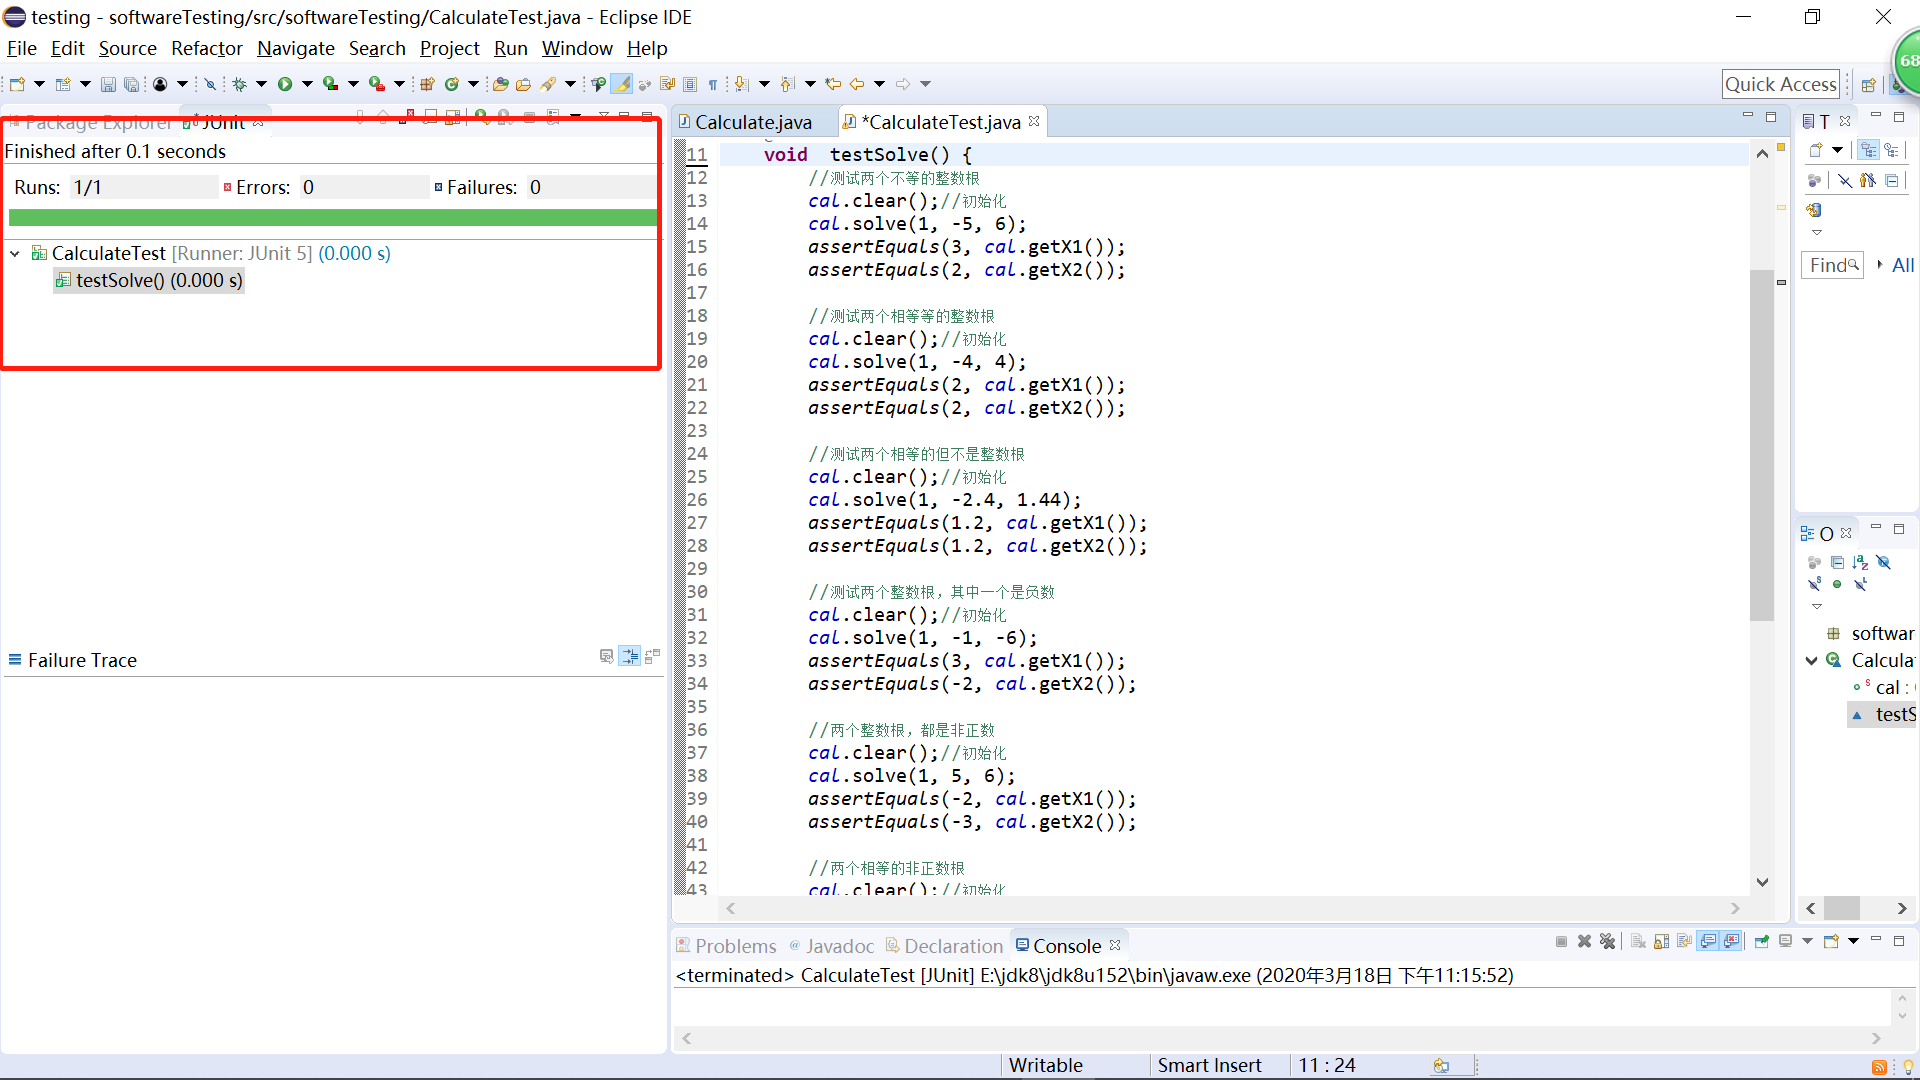 testing - softwareTesting/src/softwareTesting/CalculateTest.java - Eclipse IDE
File Edit Source Refactor Navigate Search Project Run Window Help
Quick Access
68
Package Explorer JUnit
Finished after 0.1 seconds
Runs: 1/1 Errors: 0 Failures: 0
CalculateTest [Runner: JUnit 5] (0.000 s)
testSolve() (0.000 s)
Failure Trace
Calculate.java *CalculateTest.java
11 void testSolve() {
12 //测试两个不等的整数根
13 cal.clear();//初始化
14 cal.solve(1, -5, 6);
15 assertEquals(3, cal.getX1());
16 assertEquals(2, cal.getX2());
17
18 //测试两个相等等的整数根
19 cal.clear();//初始化
20 cal.solve(1, -4, 4);
21 assertEquals(2, cal.getX1());
22 assertEquals(2, cal.getX2());
23
24 //测试两个相等的但不是整数根
25 cal.clear();//初始化
26 cal.solve(1, -2.4, 1.44);
27 assertEquals(1.2, cal.getX1());
28 assertEquals(1.2, cal.getX2());
29
30 //测试两个整数根，其中一个是负数
31 cal.clear();//初始化
32 cal.solve(1, -1, -6);
33 assertEquals(3, cal.getX1());
34 assertEquals(-2, cal.getX2());
35
36 //两个整数根，都是非正数
37 cal.clear();//初始化
38 cal.solve(1, 5, 6);
39 assertEquals(-2, cal.getX1());
40 assertEquals(-3, cal.getX2());
41
42 //两个相等的非正数根
43 cal.clear();//初始化
T
Find All
O
softwar
Calcula
cal :
testS
Problems Javadoc Declaration Console
<terminated> CalculateTest [JUnit] E:\jdk8\jdk8u152\bin\javaw.exe (2020年3月18日 下午11:15:52)
Writable Smart Insert 11 : 24